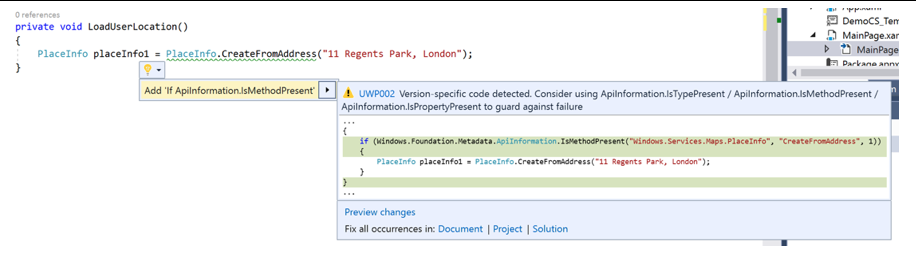 0 references
private void LoadUserLocation()
{
PlaceInfo placeInfo1 = PlaceInfo.CreateFromAddress("11 Regents Park, London");
}
Add 'If ApiInformation.IsMethodPresent'
UWP002 Version-specific code detected. Consider using ApiInformation.IsTypePresent / ApiInformation.IsMethodPresent /
ApiInformation.IsPropertyPresent to guard against failure
...
{
if (Windows.Foundation.Metadata.ApiInformation.IsMethodPresent("Windows.Services.Maps.PlaceInfo", "CreateFromAddress", 1))
{
PlaceInfo placeInfo1 = PlaceInfo.CreateFromAddress("11 Regents Park, London");
}
}
...
Preview changes
Fix all occurrences in: Document | Project | Solution
App.xaml
DemoCS_Tem
MainPage.xam
MainPage
Package.appx